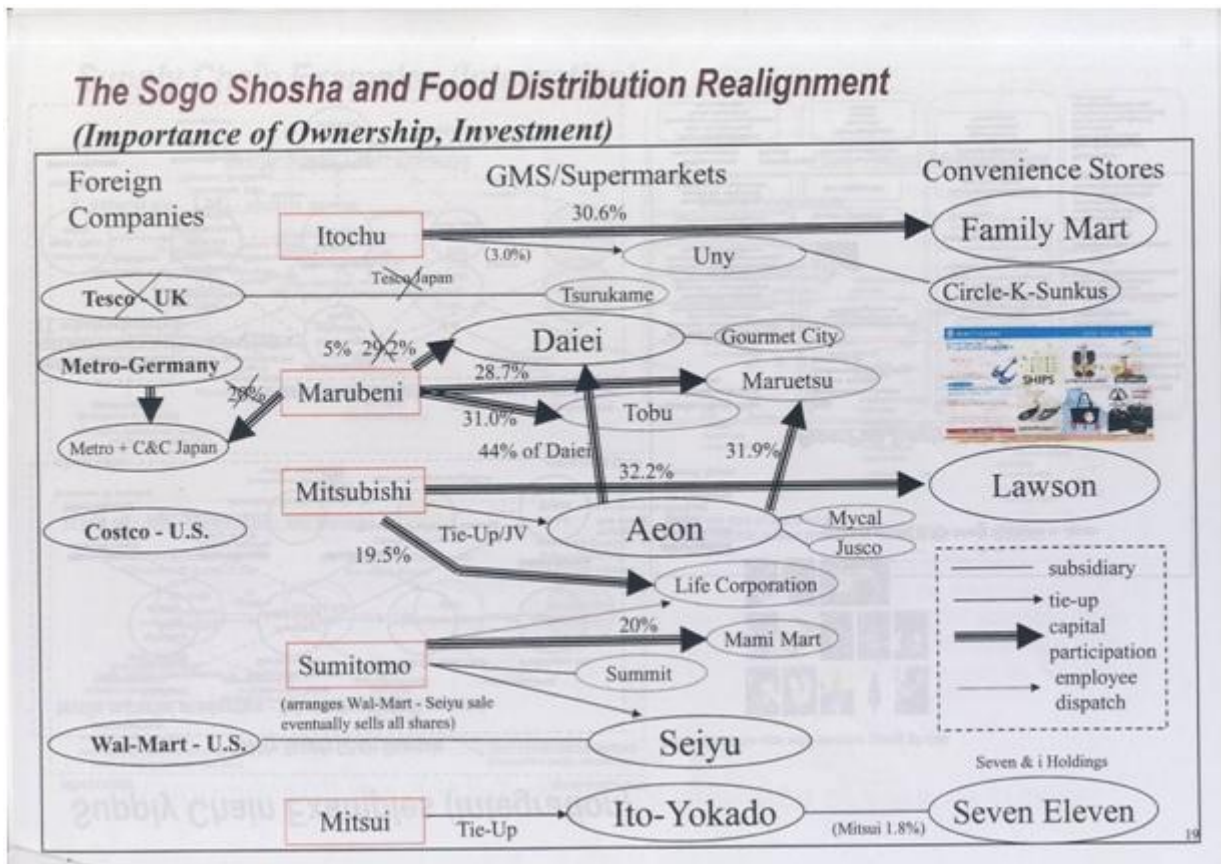 The Sogo Shosha and Food Distribution Realignment
(Importance of Ownership, Investment)
Foreign
Companies
GMS/Supermarkets
Convenience Stores
30.6%
Itochu
Family Mart
(3.0%)
Uny
Tesco Japan
Tesco - UK
Tsurukame
Circle-K-Sunkus
Daiei
Gourmet City
5% 29.2%
Metro-Germany
28.7%
Maruetsu
20%
Marubeni
SHIPS
31.0%
Tobu
Metro + C&C Japan
44% of Daiei
31.9%
32.2%
Mitsubishi
Lawson
Costco - U.S.
Tie-Up/JV
Aeon
Mycal
Jusco
19.5%
Life Corporation
subsidiary
tie-up
capital
participation
employee
dispatch
20%
Mami Mart
Sumitomo
Summit
(arranges Wal-Mart - Seiyu sale
eventually sells all shares)
Wal-Mart - U.S.
Seiyu
Seven & i Holdings
Mitsui
Tie-Up
Ito-Yokado
(Mitsui 1.8%)
Seven Eleven
19